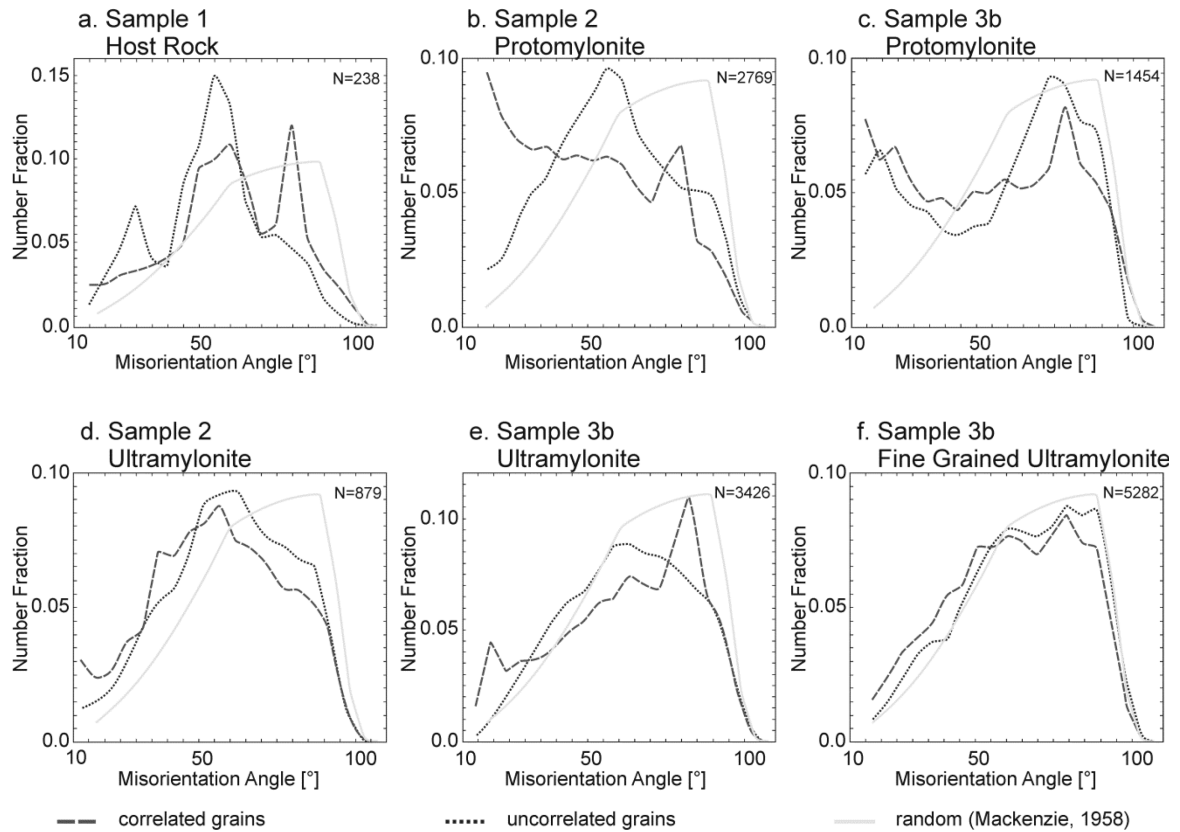 a. Sample 1
Host Rock
N=238
0.15
0.10
0.05
0.0
10
50
100
Number Fraction
Misorientation Angle [°]
b. Sample 2
Protomylonite
N=2769
0.10
0.05
0.0
10
50
100
Number Fraction
Misorientation Angle [°]
c. Sample 3b
Protomylonite
N=1454
0.10
0.05
0.0
10
50
100
Number Fraction
Misorientation Angle [°]
d. Sample 2
Ultramylonite
N=879
0.10
0.05
0.0
10
50
100
Number Fraction
Misorientation Angle [°]
e. Sample 3b
Ultramylonite
N=3426
0.10
0.05
0.0
10
50
100
Number Fraction
Misorientation Angle [°]
f. Sample 3b
Fine Grained Ultramylonite
N=5282
0.10
0.05
0.0
10
50
100
Number Fraction
Misorientation Angle [°]
correlated grains
uncorrelated grains
random (Mackenzie, 1958)